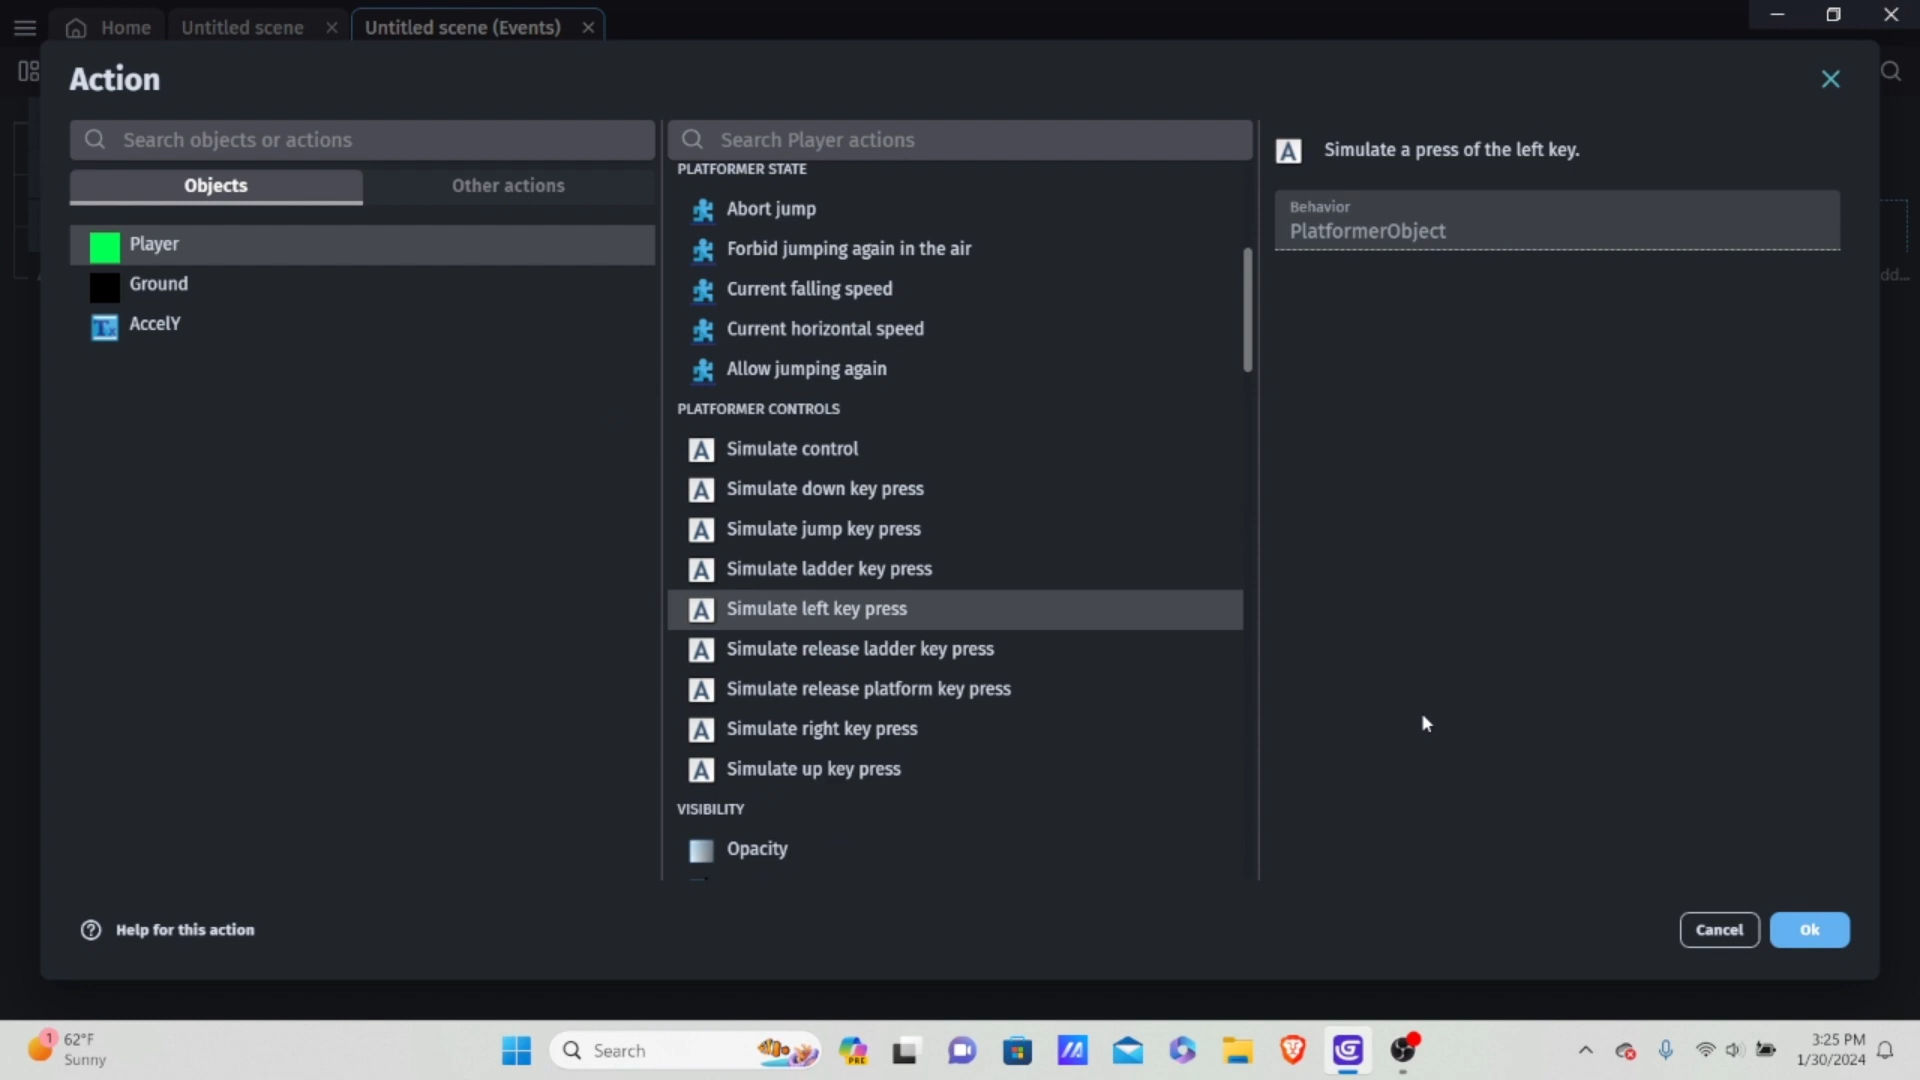 Home
Untitled scene
Untitled scene (Events)
Action
Search objects or actions
Objects
Other actions
Player
Ground
AccelY
Search Player actions
PLATFORMER STATE
Abort jump
Forbid jumping again in the air
Current falling speed
Current horizontal speed
Allow jumping again
PLATFORMER CONTROLS
A Simulate control
A Simulate down key press
A Simulate jump key press
A Simulate ladder key press
A Simulate left key press
A Simulate release ladder key press
A Simulate release platform key press
A Simulate right key press
A Simulate up key press
VISIBILITY
Opacity
A Simulate a press of the left key.
Behavior
PlatformerObject
dd...
? Help for this action
Cancel
Ok
1
62°F
Sunny
Search
PRE
3:25 PM
1/30/2024